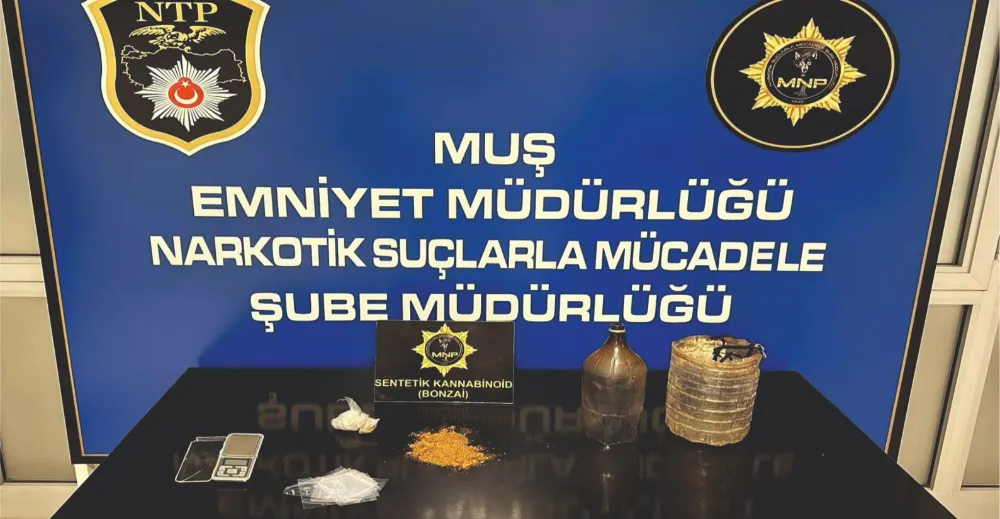 NTP
MNP
MUŞ
EMNİYET MÜDÜRLÜĞÜ
NARKOTİK SUÇLARLA MÜCADELE
ŞUBE MÜDÜRLÜĞÜ
MNP
SENTETİK KANNABİNOİD
(BONZAİ)